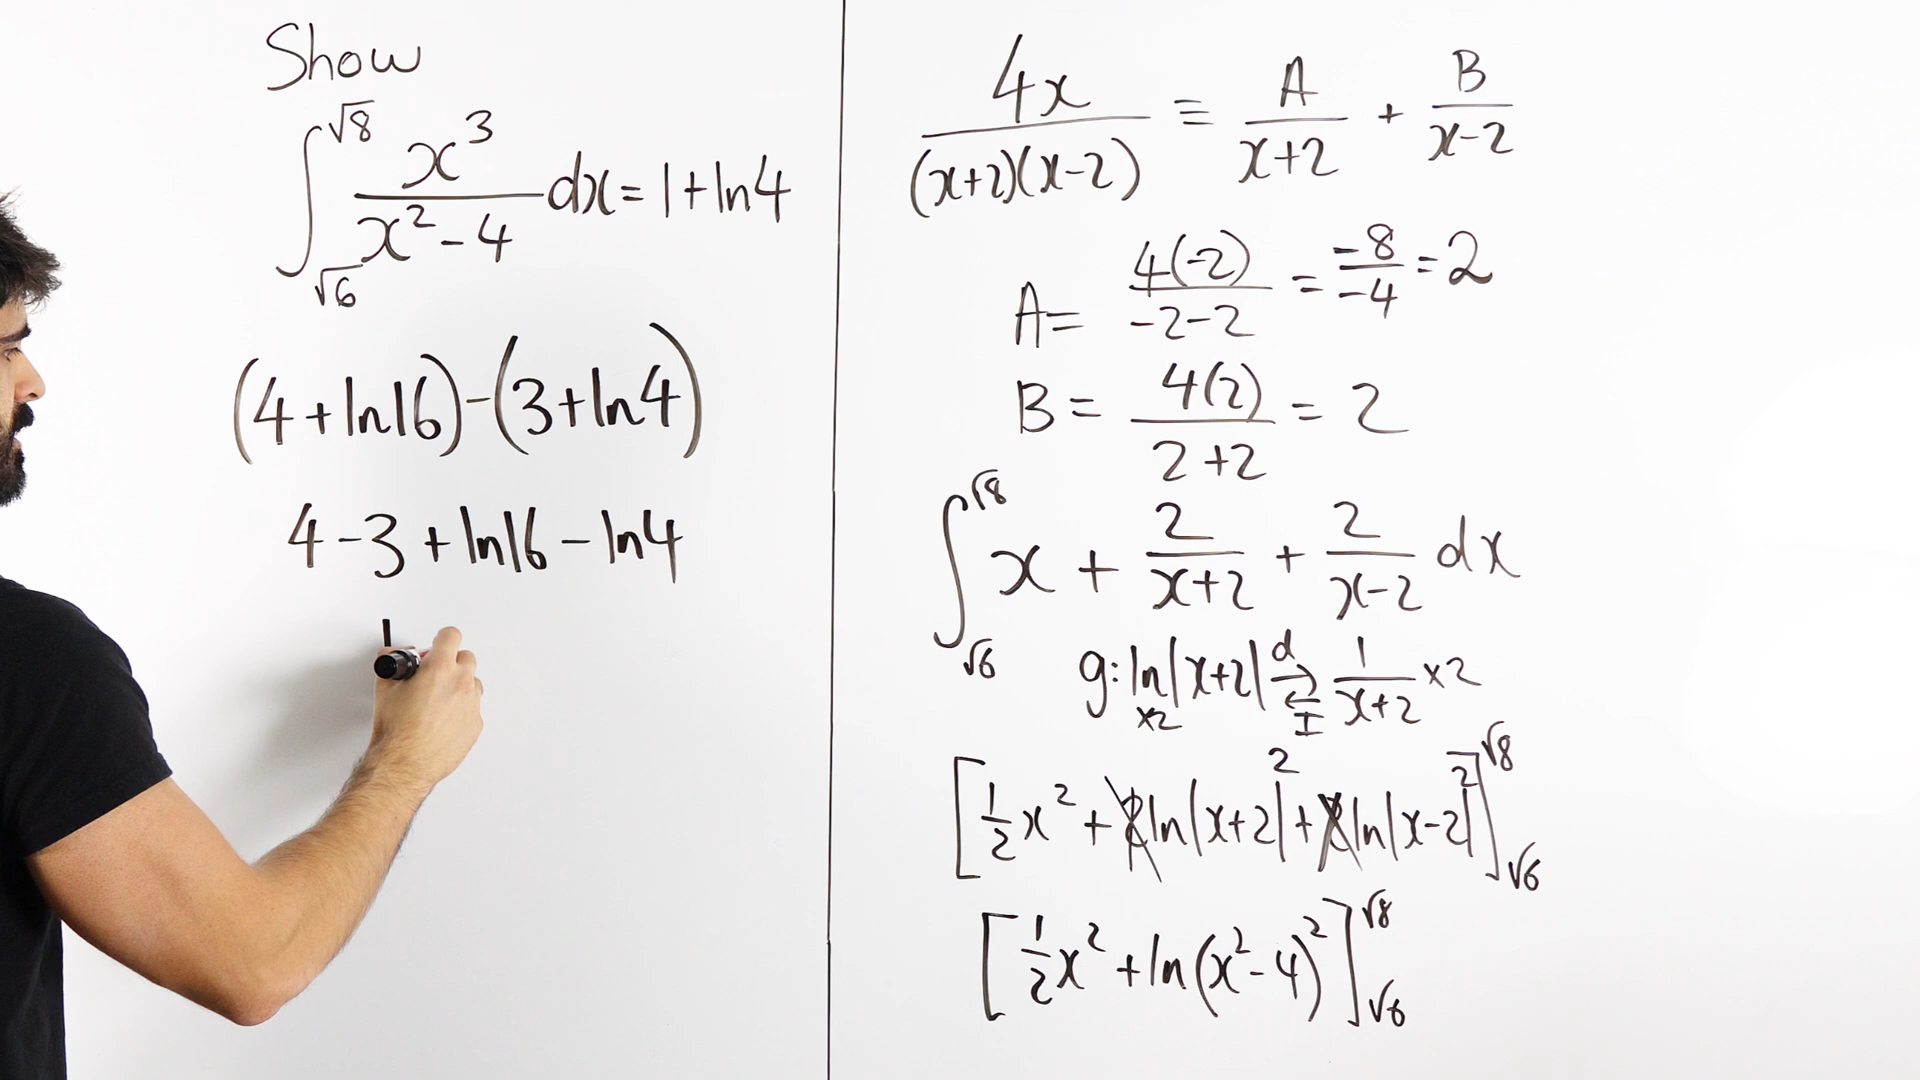 Show
∫_{√6}^{√8} x³/(x²-4) dx = 1 + ln4
(4 + ln16) - (3 + ln4)
4 - 3 + ln16 - ln4
1
4x/((x+2)(x-2)) ≡ A/(x+2) + B/(x-2)
A = 4(-2)/(-2-2) = -8/-4 = 2
B = 4(2)/(2+2) = 2
∫_{√6}^{√8} x + 2/(x+2) + 2/(x-2) dx
g: ln|x+2| ×2 d ⇄ I 1/(x+2) ×2
[½x² + 2ln|x+2|² + 2ln|x-2|²]_{√6}^{√8}
[½x² + ln(x²-4)²]_{√6}^{√8}